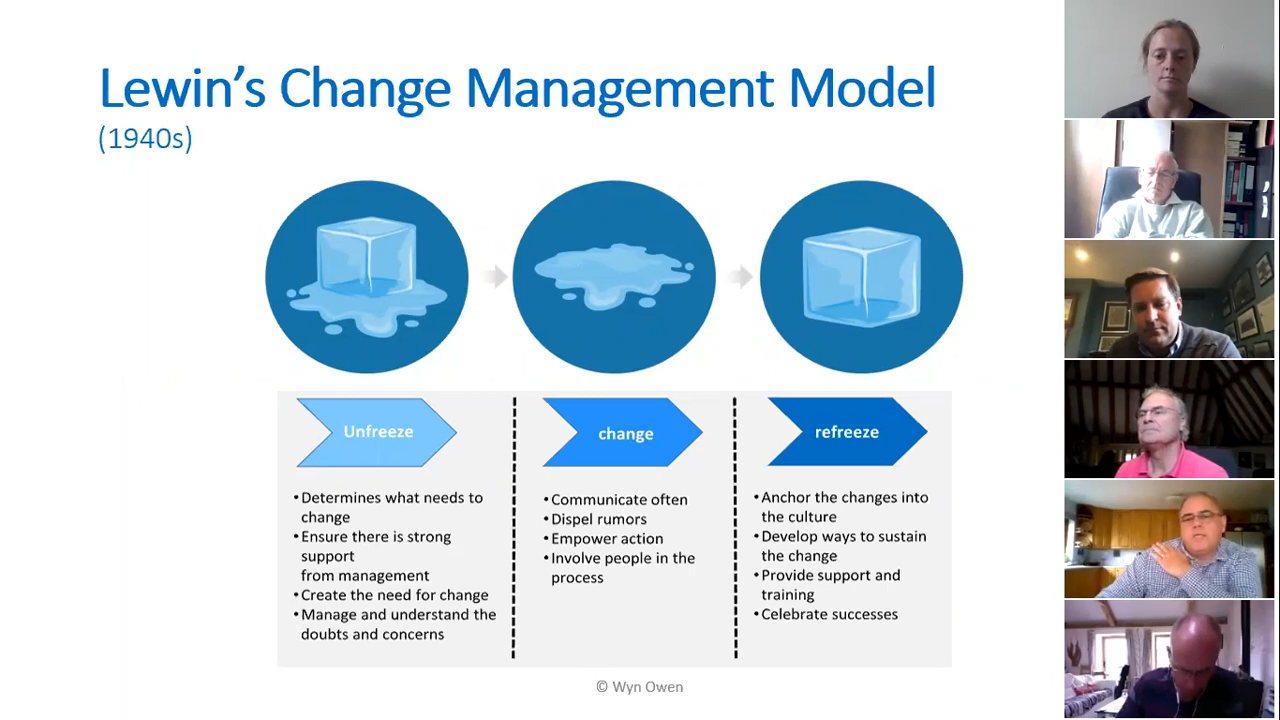 Lewin's Change Management Model
(1940s)
Unfreeze
•Determines what needs to
change
•Ensure there is strong
support
from management
•Create the need for change
•Manage and understand the
doubts and concerns
change
•Communicate often
•Dispel rumors
•Empower action
•Involve people in the
process
refreeze
•Anchor the changes into
the culture
•Develop ways to sustain
the change
•Provide support and
training
•Celebrate successes
© Wyn Owen